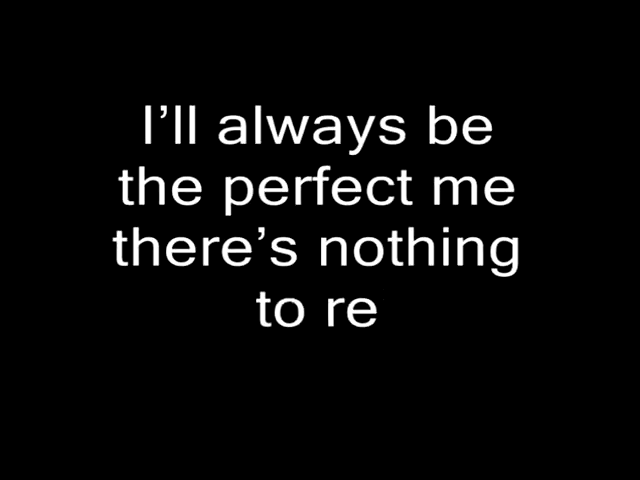 I’ll always be
the perfect me
there’s nothing
to re